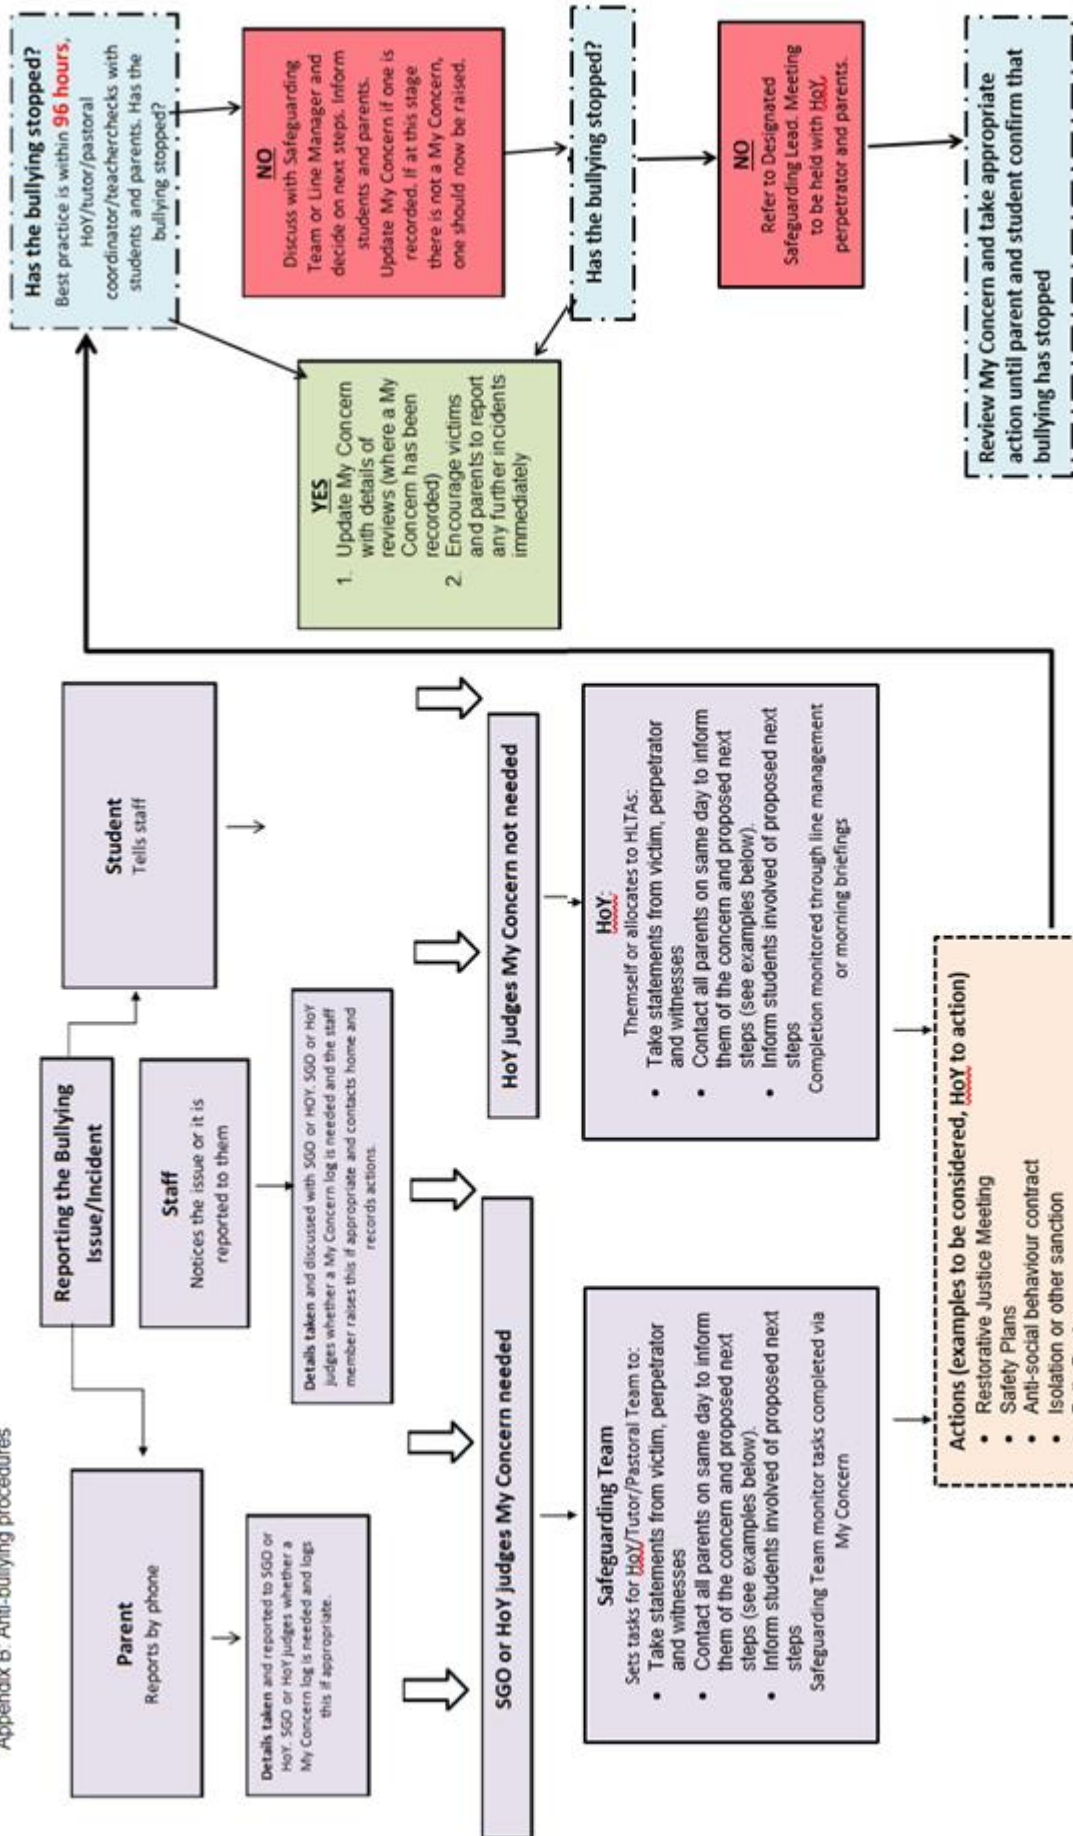 Appendix B: Anti-bullying procedures
Reporting the Bullying
Issue/Incident
Parent
Reports by phone
Staff
Notices the issue or it is
reported to them
Student
Tells staff
Details taken and reported to SGO or
HoY. SGO or HoY judges whether a
My Concern log is needed and logs
this if appropriate.
Details taken and discussed with SGO or HOY. SGO or HoY
judges whether a My Concern log is needed and the staff
member raises this if appropriate and contacts home and
records actions.
SGO or HoY judges My Concern needed
HoY judges My Concern not needed
Safeguarding Team
Sets tasks for HoY/Tutor/Pastoral Team to:
• Take statements from victim, perpetrator
and witnesses
• Contact all parents on same day to inform
them of the concern and proposed next
steps (see examples below).
• Inform students involved of proposed next
steps
Safeguarding Team monitor tasks completed via
My Concern
HoY:
Themself or allocates to HLTAs:
• Take statements from victim, perpetrator
and witnesses
• Contact all parents on same day to inform
them of the concern and proposed next
steps (see examples below).
• Inform students involved of proposed next
steps
Completion monitored through line management
or morning briefings
Actions (examples to be considered, HoY to action)
• Restorative Justice Meeting
• Safety Plans
• Anti-social behaviour contract
• Isolation or other sanction
Has the bullying stopped?
Best practice is within 96 hours,
HoY/tutor/pastoral
coordinator/teacherchecks with
students and parents. Has the
bullying stopped?
YES
1. Update My Concern
with details of
reviews (where a My
Concern has been
recorded)
2. Encourage victims
and parents to report
any further incidents
immediately
NO
Discuss with Safeguarding
Team or Line Manager and
decide on next steps. Inform
students and parents.
Update My Concern if one is
recorded. If at this stage
there is not a My Concern,
one should now be raised.
Has the bullying stopped?
NO
Refer to Designated
Safeguarding Lead. Meeting
to be held with HoY,
perpetrator and parents.
Review My Concern and take appropriate
action until parent and student confirm that
bullying has stopped